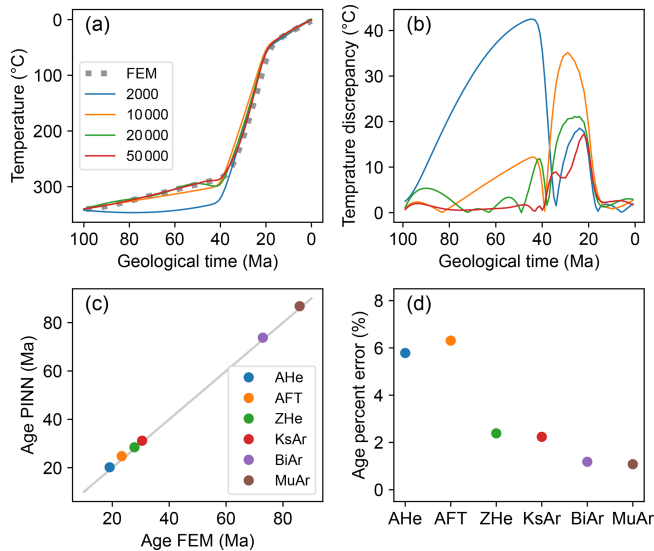 (a)
Temperature (°C)
0
100
200
300
FEM
2000
10 000
20 000
50 000
100
80
60
40
20
0
Geological time (Ma)
(b)
Temprature discrepancy (°C)
40
30
20
10
0
100
80
60
40
20
0
Geological time (Ma)
(c)
Age PINN (Ma)
80
60
40
20
AHe
AFT
ZHe
KsAr
BiAr
MuAr
20
40
60
80
Age FEM (Ma)
(d)
Age percent error (%)
8
6
4
2
0
AHe
AFT
ZHe
KsAr
BiAr
MuAr